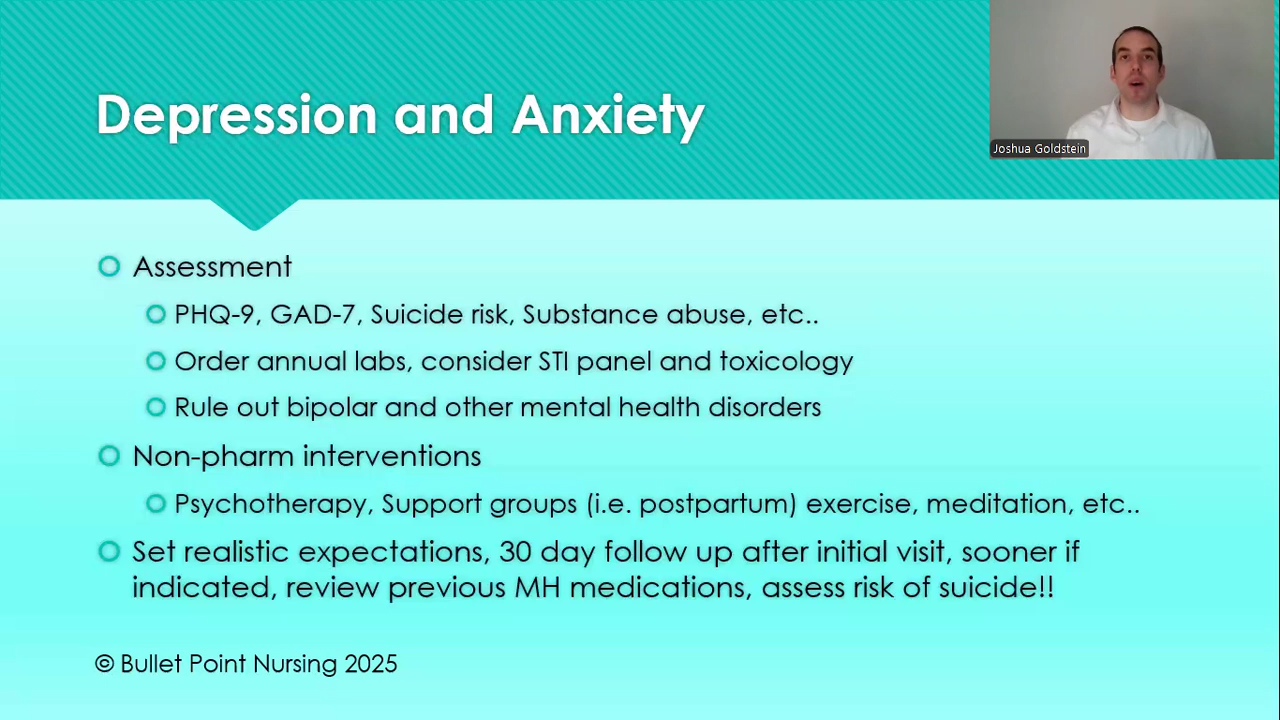 Depression and Anxiety
Joshua Goldstein
Assessment
PHQ-9, GAD-7, Suicide risk, Substance abuse, etc..
Order annual labs, consider STI panel and toxicology
Rule out bipolar and other mental health disorders
Non-pharm interventions
Psychotherapy, Support groups (i.e. postpartum) exercise, meditation, etc..
Set realistic expectations, 30 day follow up after initial visit, sooner if
indicated, review previous MH medications, assess risk of suicide!!
© Bullet Point Nursing 2025